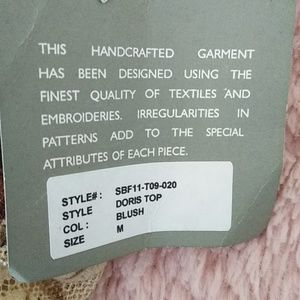 THIS HANDCRAFTED GARMENT
HAS BEEN DESIGNED USING THE
FINEST QUALITY OF TEXTILES AND
EMBROIDERIES. IRREGULARITIES IN
PATTERNS ADD TO THE SPECIAL
ATTRIBUTES OF EACH PIECE.
STYLE# : SBF11-T09-020
STYLE DORIS TOP
COL : BLUSH
SIZE M